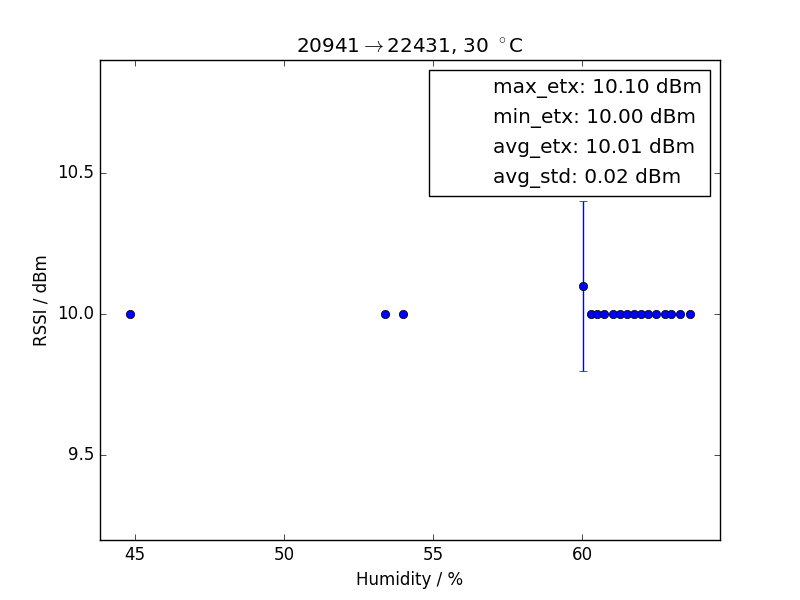 20941→22431, 30 °C
max_etx: 10.10 dBm
min_etx: 10.00 dBm
avg_etx: 10.01 dBm
avg_std: 0.02 dBm
10.5
10.0
9.5
RSSI / dBm
45 50 55 60
Humidity / %